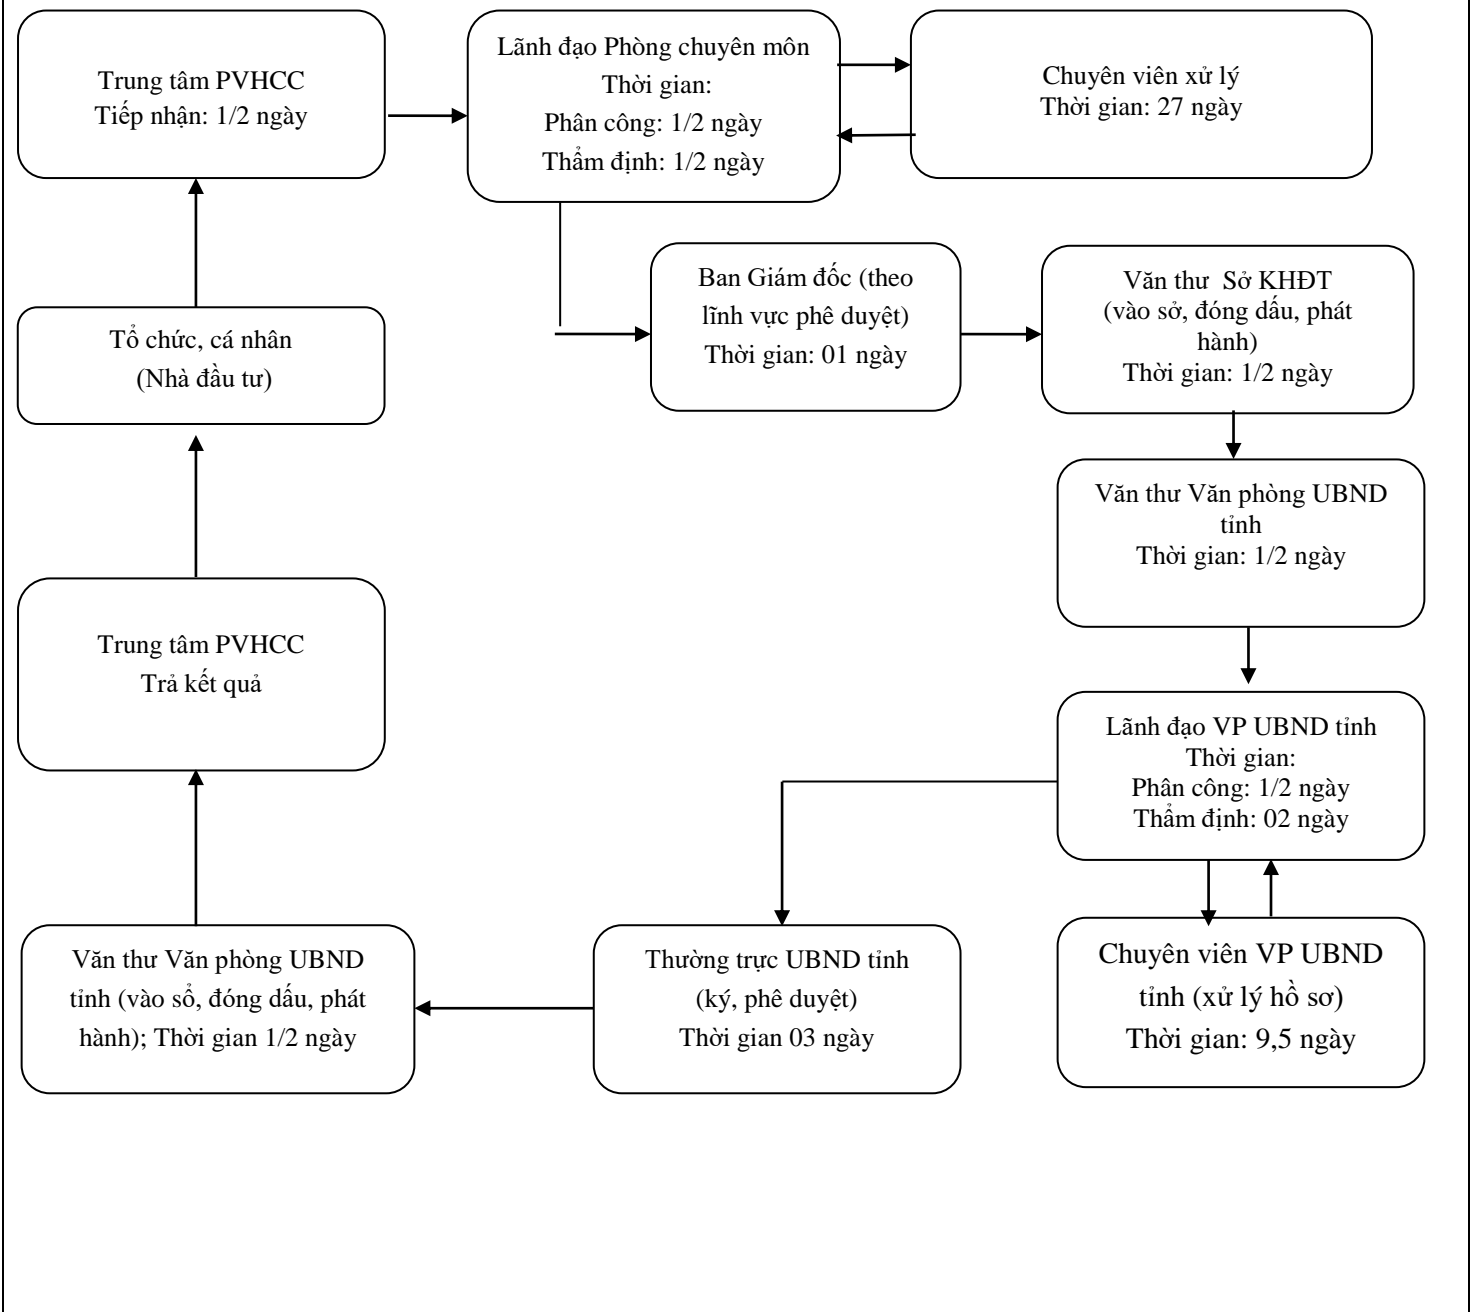 Trung tâm PVHCC
Tiếp nhận: 1/2 ngày
Lãnh đạo Phòng chuyên môn
Thời gian:
Phân công: 1/2 ngày
Thẩm định: 1/2 ngày
Chuyên viên xử lý
Thời gian: 27 ngày
Tổ chức, cá nhân
(Nhà đầu tư)
Ban Giám đốc (theo
lĩnh vực phê duyệt)
Thời gian: 01 ngày
Văn thư Sở KHĐT
(vào sở, đóng dấu, phát
hành)
Thời gian: 1/2 ngày
Văn thư Văn phòng UBND
tỉnh
Thời gian: 1/2 ngày
Trung tâm PVHCC
Trả kết quả
Lãnh đạo VP UBND tỉnh
Thời gian:
Phân công: 1/2 ngày
Thẩm định: 02 ngày
Văn thư Văn phòng UBND
tỉnh (vào sổ, đóng dấu, phát
hành); Thời gian 1/2 ngày
Thường trực UBND tỉnh
(ký, phê duyệt)
Thời gian 03 ngày
Chuyên viên VP UBND
tỉnh (xử lý hồ sơ)
Thời gian: 9,5 ngày